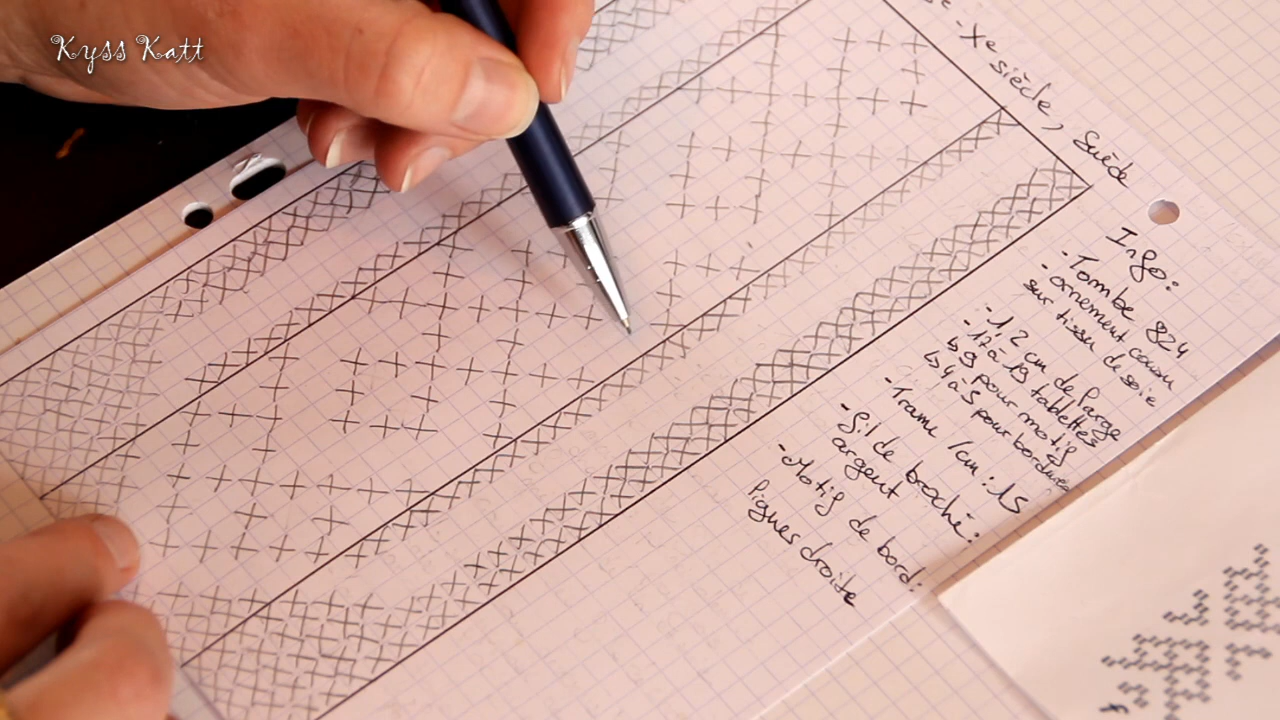 Kyss Katt
-Xe siècle, Suède
Info:
- Tombe 824
- ornement cousu
sur tissu de soie
- 1,2 cm de large
- 17 à 19 tablettes
↳ 9 pour motif
↳ 4 à 5 pour bordures
- Trame /cm : 15
- fil de broché :
argent
- Motif de bord :
lignes droite